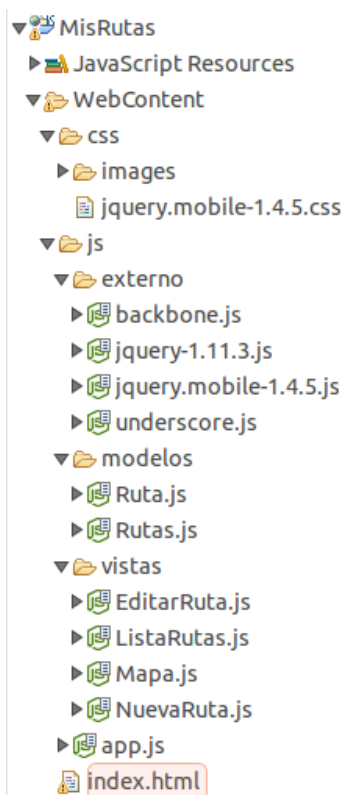 MisRutas
JavaScript Resources
WebContent
css
images
jquery.mobile-1.4.5.css
js
externo
backbone.js
jquery-1.11.3.js
jquery.mobile-1.4.5.js
underscore.js
modelos
Ruta.js
Rutas.js
vistas
EditarRuta.js
ListaRutas.js
Mapa.js
NuevaRuta.js
app.js
index.html